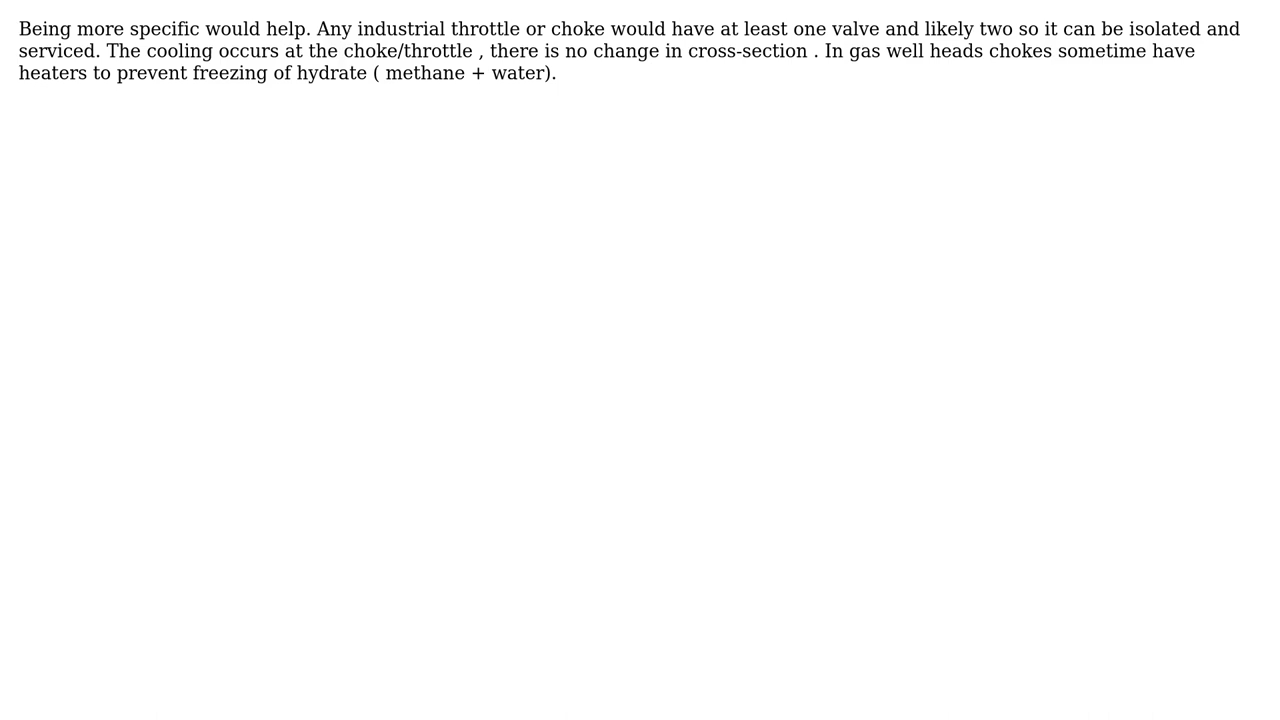 Being more specific would help. Any industrial throttle or choke would have at least one valve and likely two so it can be isolated and
serviced. The cooling occurs at the choke/throttle , there is no change in cross-section . In gas well heads chokes sometime have
heaters to prevent freezing of hydrate ( methane + water).